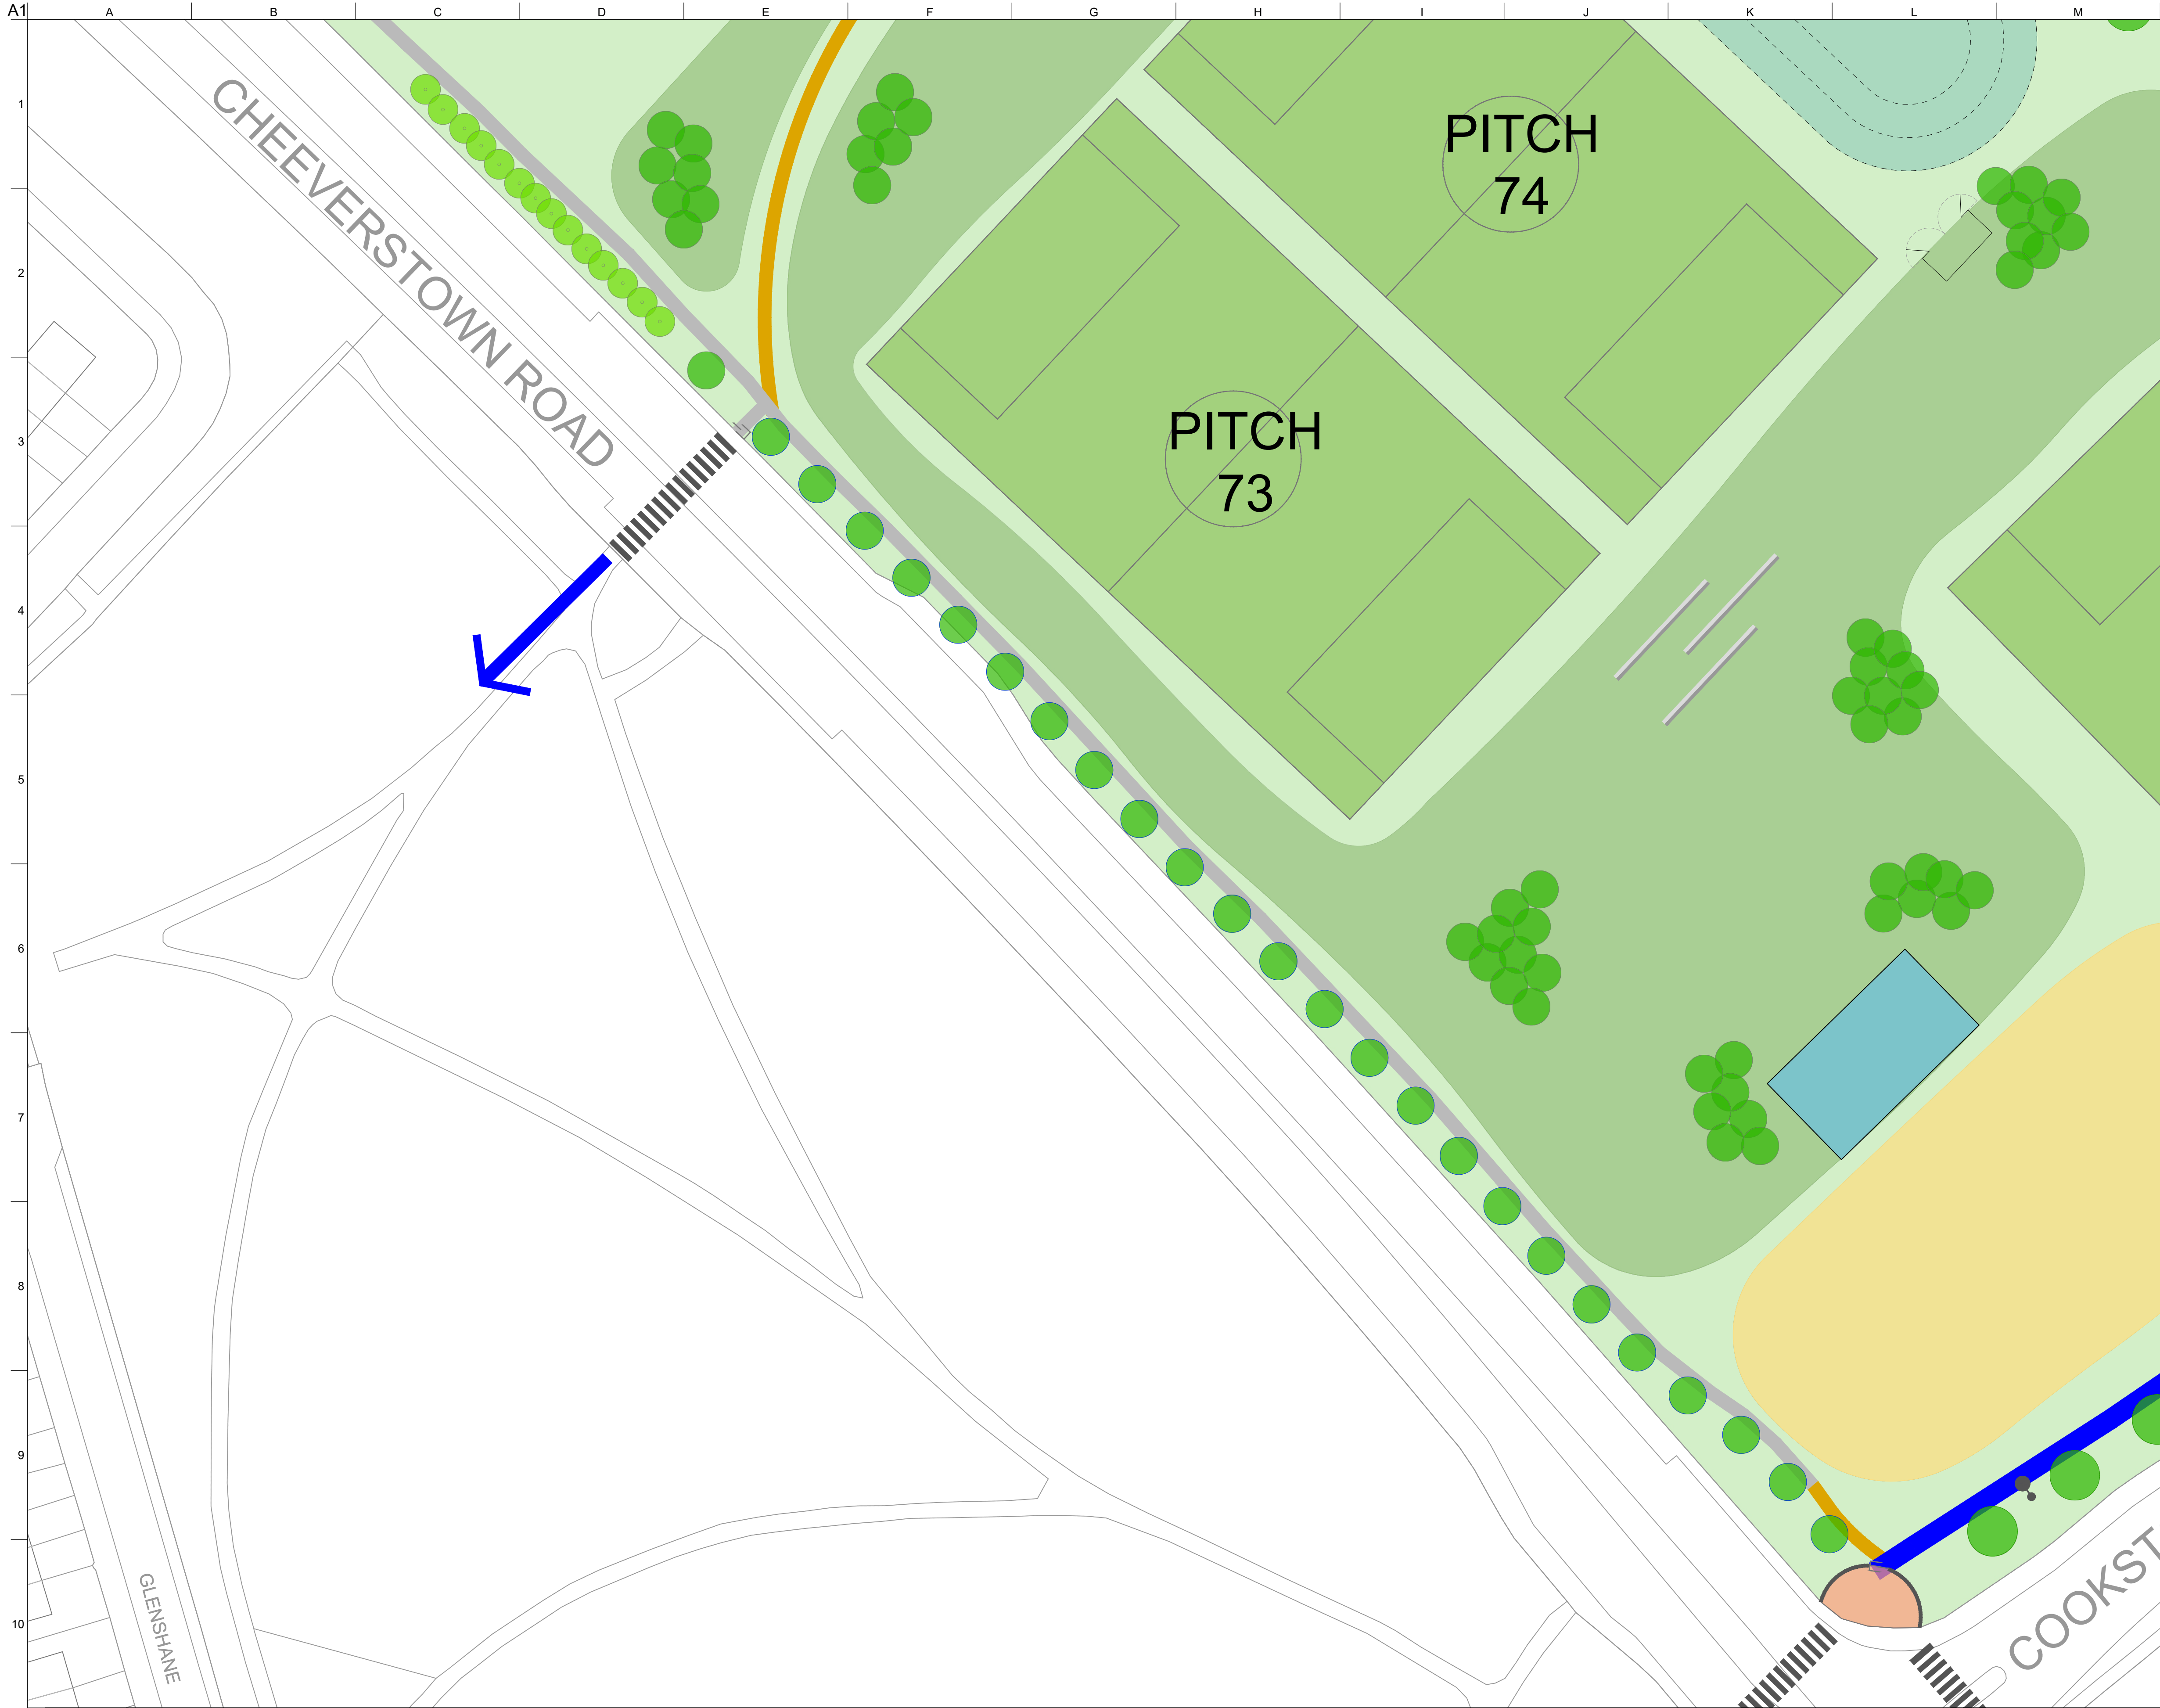 A1
A B C D E F G H I J K L M
1
2
3
4
5
6
7
8
9
10
CHEEVERSTOWN ROAD
PITCH
74
PITCH
73
GLENSHANE
COOKST